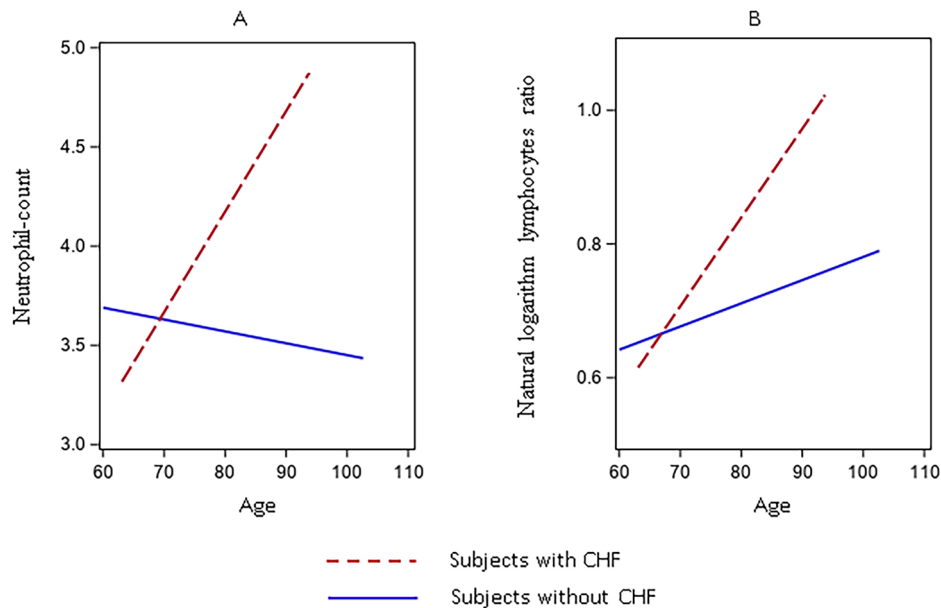 A
Neutrophil-count
5.0
4.5
4.0
3.5
3.0
60 70 80 90 100 110
Age
B
Natural logarithm lymphocytes ratio
1.0
0.8
0.6
60 70 80 90 100 110
Age
Subjects with CHF
Subjects without CHF